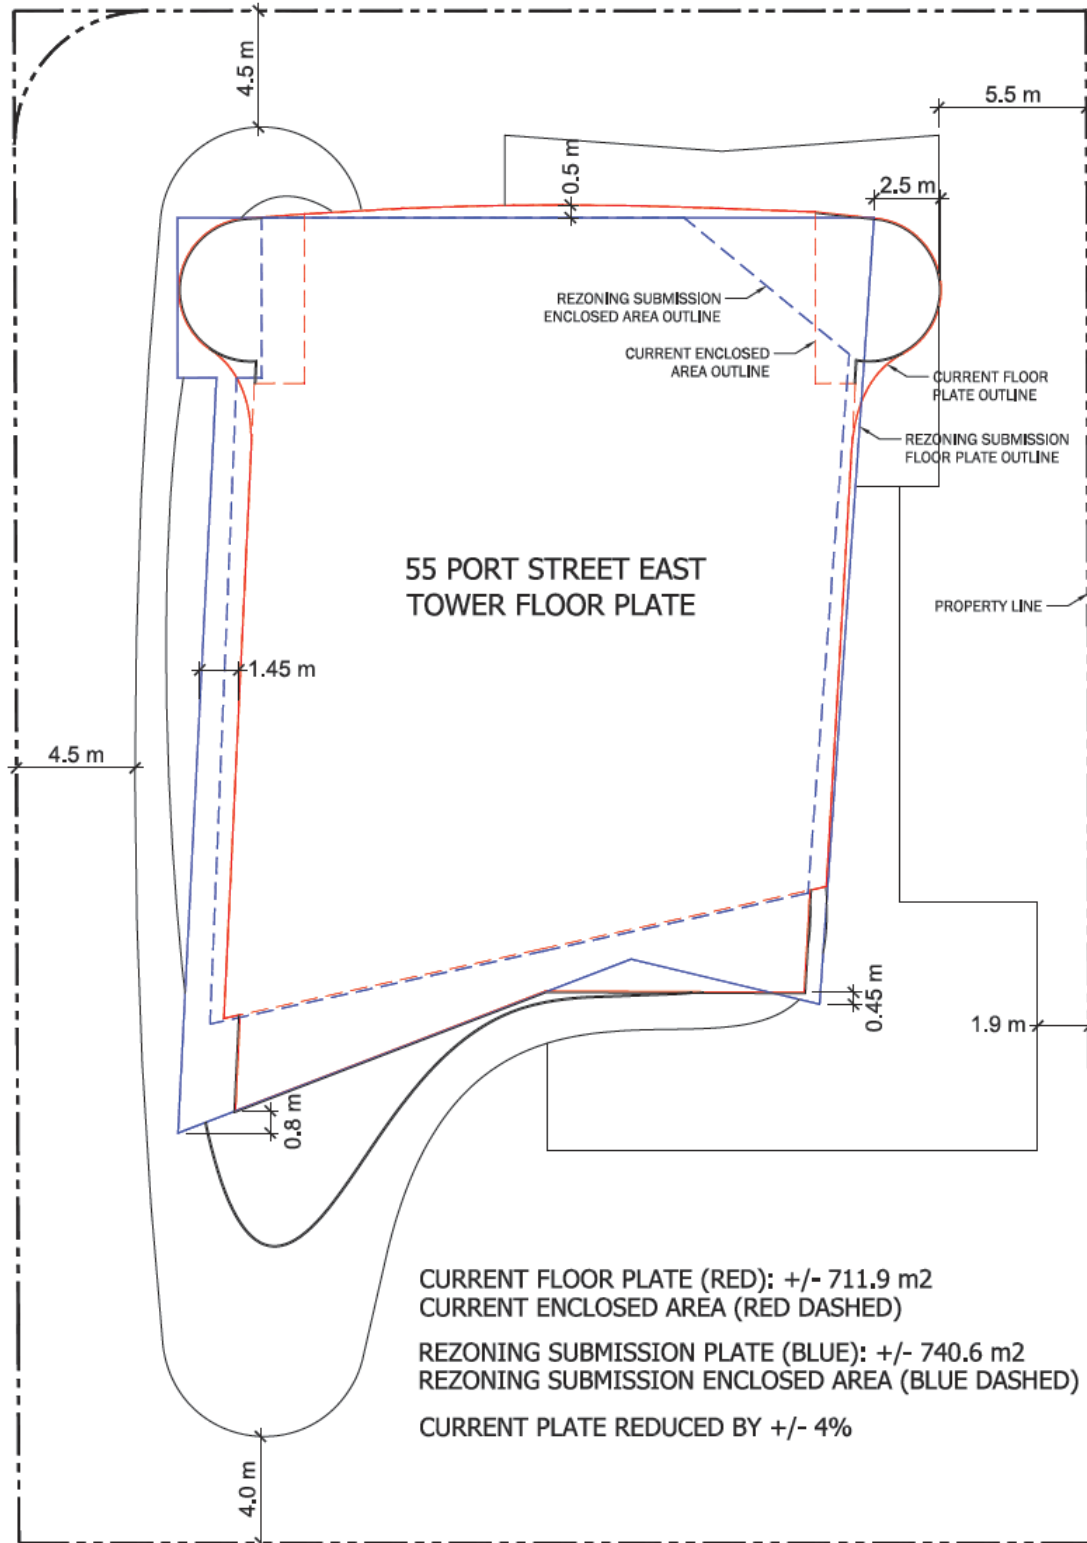 4.5 m
5.5 m
0.5 m
2.5 m
REZONING SUBMISSION
ENCLOSED AREA OUTLINE
CURRENT ENCLOSED
AREA OUTLINE
CURRENT FLOOR
PLATE OUTLINE
REZONING SUBMISSION
FLOOR PLATE OUTLINE
55 PORT STREET EAST
TOWER FLOOR PLATE
PROPERTY LINE
1.45 m
4.5 m
0.45 m
1.9 m
0.8 m
CURRENT FLOOR PLATE (RED): +/- 711.9 m2
CURRENT ENCLOSED AREA (RED DASHED)
REZONING SUBMISSION PLATE (BLUE): +/- 740.6 m2
REZONING SUBMISSION ENCLOSED AREA (BLUE DASHED)
CURRENT PLATE REDUCED BY +/- 4%
4.0 m